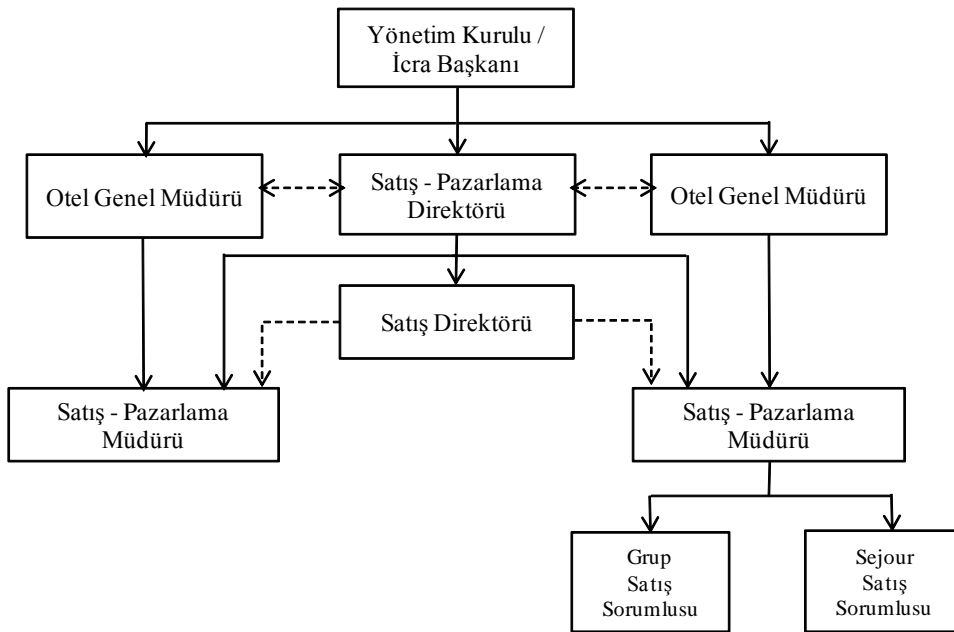 Yönetim Kurulu /
İcra Başkanı
Otel Genel Müdürü
Satış - Pazarlama
Direktörü
Otel Genel Müdürü
Satış Direktörü
Satış - Pazarlama
Müdürü
Satış - Pazarlama
Müdürü
Grup
Satış
Sorumlusu
Sejour
Satış
Sorumlusu